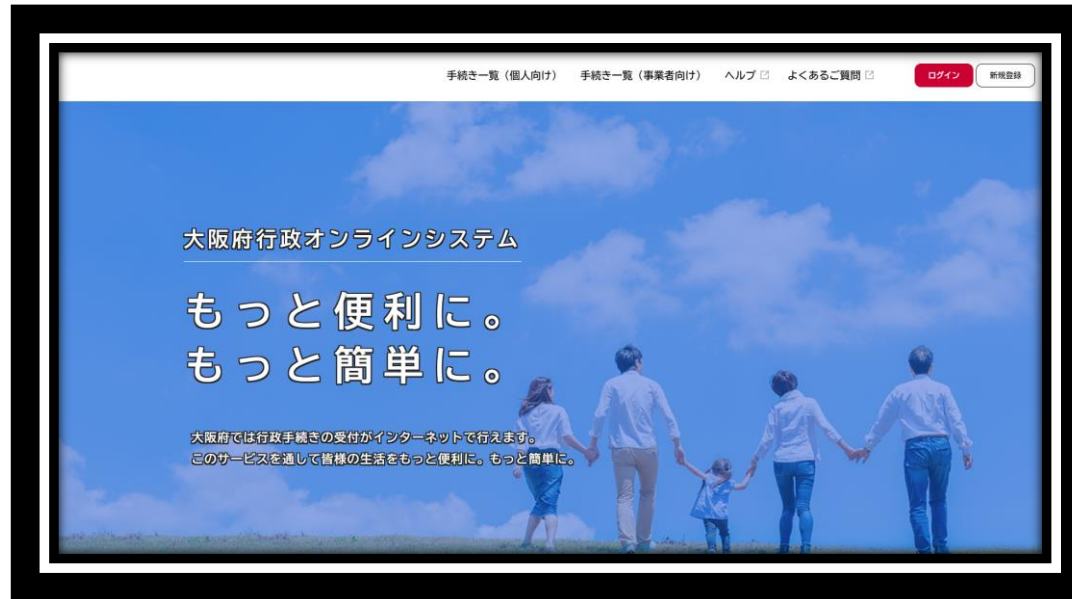 手続き一覧（個人向け） 手続き一覧（事業者向け） ヘルプ よくあるご質問 ログイン 新規登録
大阪府行政オンラインシステム
もっと便利に。
もっと簡単に。
大阪府では行政手続きの受付がインターネットで行えます。
このサービスを通して皆様の生活をもっと便利に。もっと簡単に。